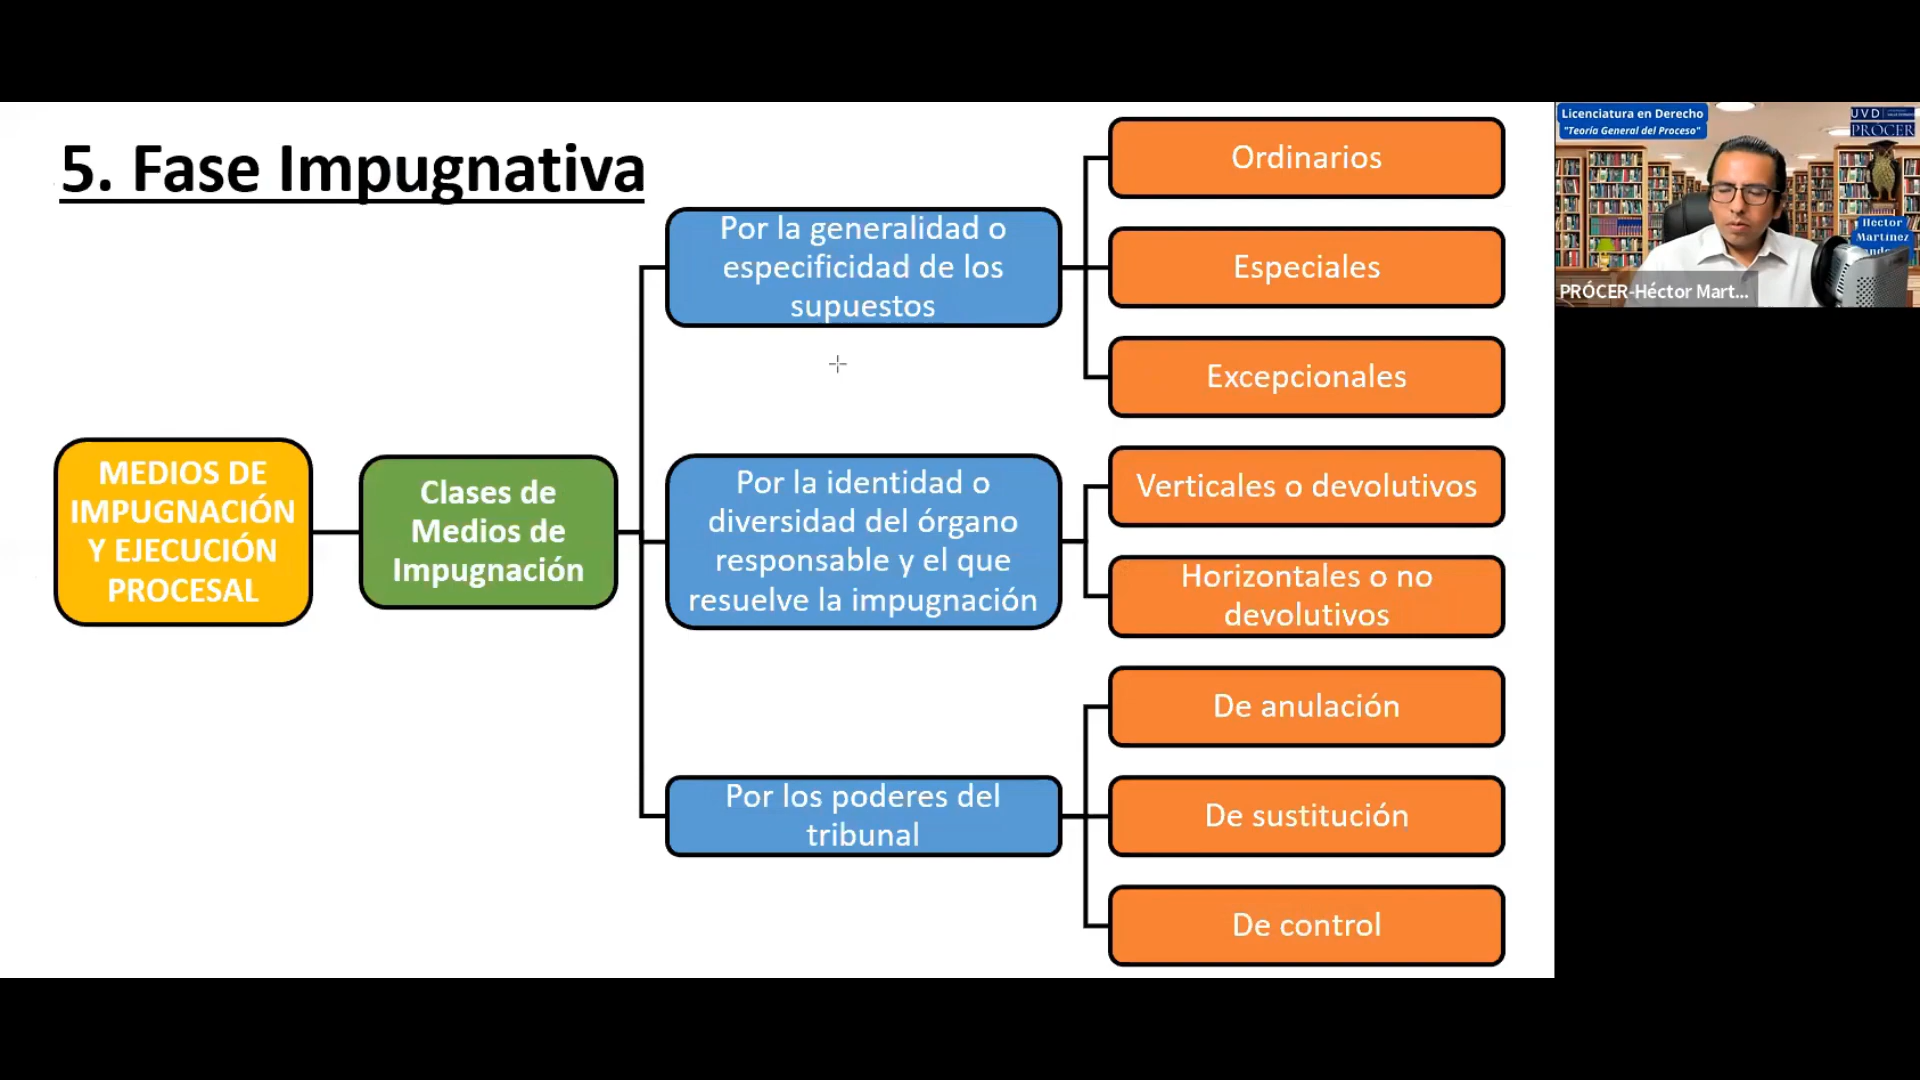 5. Fase Impugnativa
MEDIOS DE
IMPUGNACIÓN
Y EJECUCIÓN
PROCESAL
Clases de
Medios de
Impugnación
Por la generalidad o
especificidad de los
supuestos
Ordinarios
Especiales
Excepcionales
Por la identidad o
diversidad del órgano
responsable y el que
resuelve la impugnación
Verticales o devolutivos
Horizontales o no
devolutivos
Por los poderes del
tribunal
De anulación
De sustitución
De control
Licenciatura en Derecho
"Teoría General del Proceso"
UVD
PROCER
Héctor
Martínez
PRÓCER-Héctor Mart...